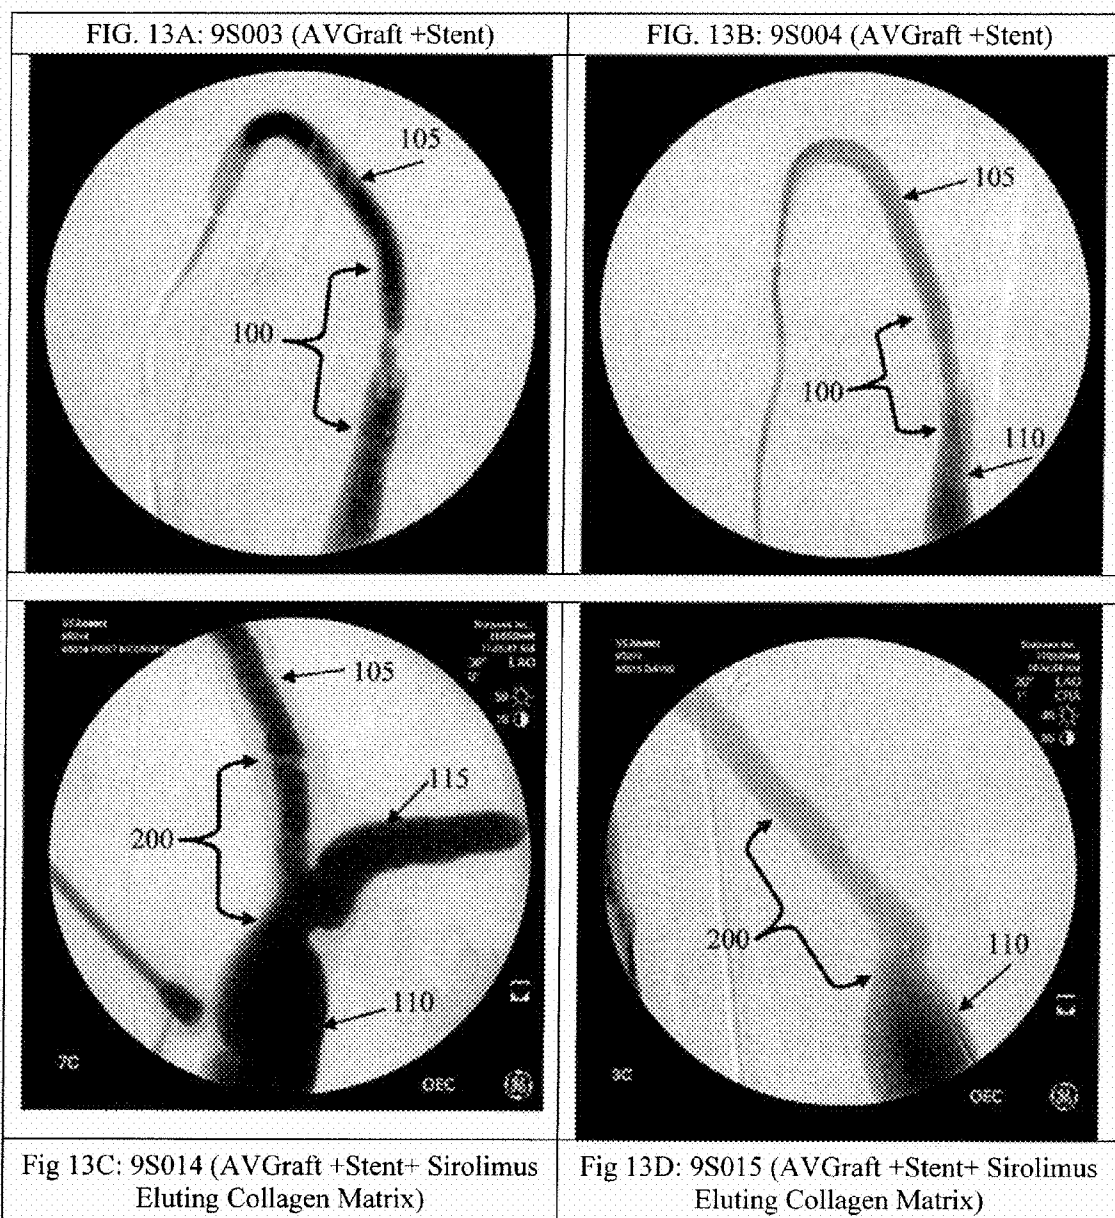 FIG. 13A: 9S003 (AVGraft +Stent)
FIG. 13B: 9S004 (AVGraft +Stent)
105
100
105
100
110
105
115
200
110
7C
OEC
200
110
3C
OEC
Fig 13C: 9S014 (AVGraft +Stent+ Sirolimus
Eluting Collagen Matrix)
Fig 13D: 9S015 (AVGraft +Stent+ Sirolimus
Eluting Collagen Matrix)